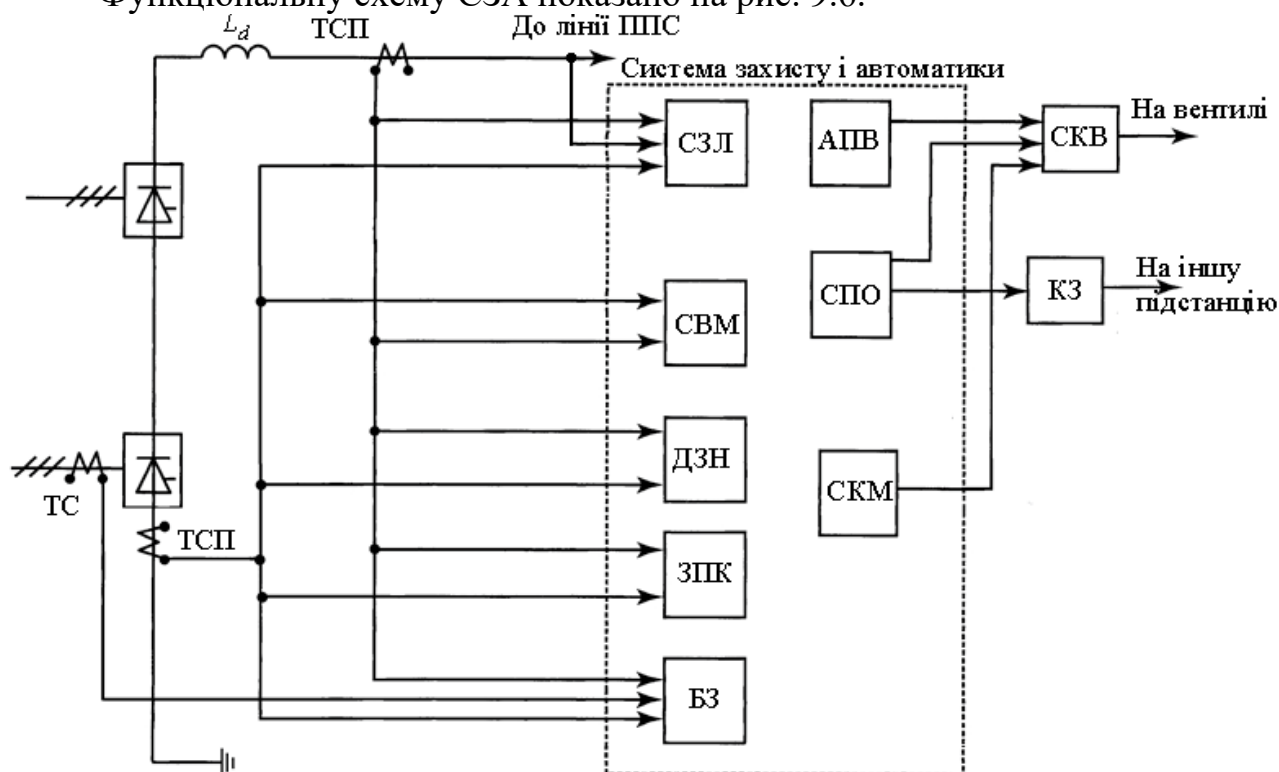 Функціональну схему СЗА показано на рис. 9.6.
L_d
ТСП
До лінії ППС
Система захисту і автоматики
СЗЛ
АПВ
СКВ
На вентилі
СВМ
СПО
КЗ
На іншу
підстанцію
ДЗН
СКМ
ТС
ТСП
ЗПК
БЗ